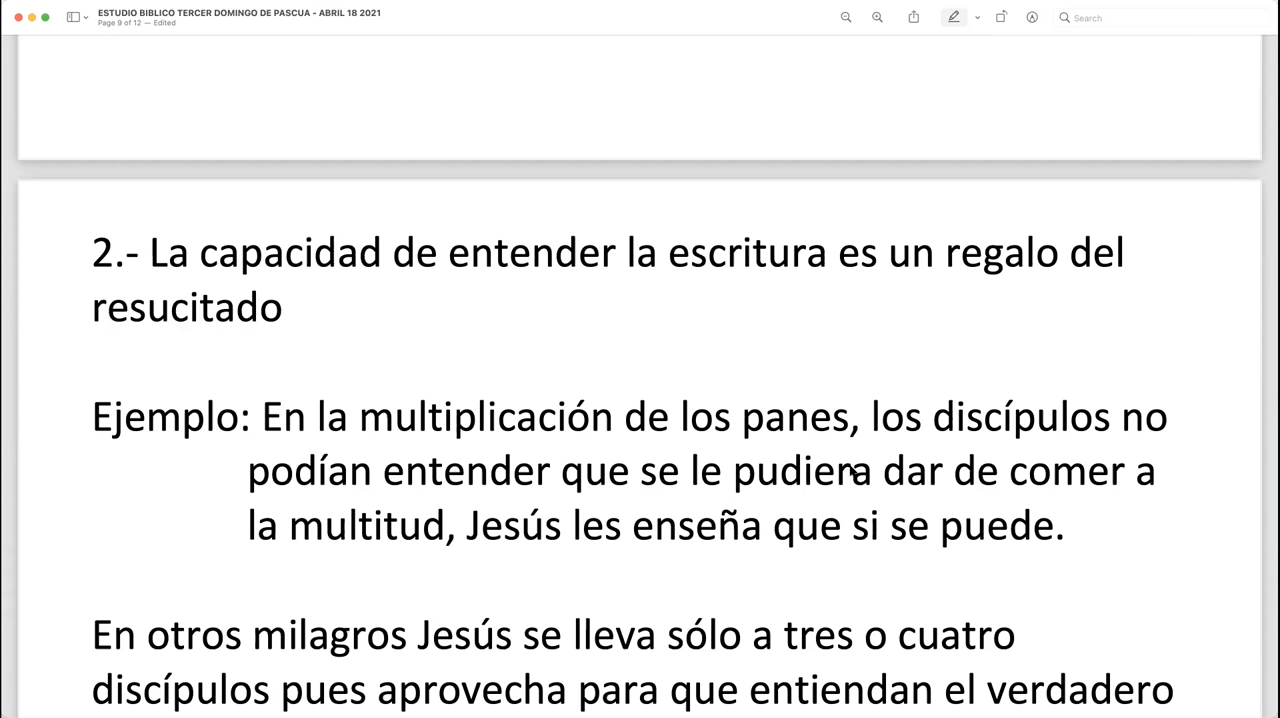 ESTUDIO BIBLICO TERCER DOMINGO DE PASCUA - ABRIL 18 2021
Page 9 of 12 — Edited
Search
2.- La capacidad de entender la escritura es un regalo del
resucitado
Ejemplo: En la multiplicación de los panes, los discípulos no
podían entender que se le pudiera dar de comer a
la multitud, Jesús les enseña que si se puede.
En otros milagros Jesús se lleva sólo a tres o cuatro
discípulos pues aprovecha para que entiendan el verdadero